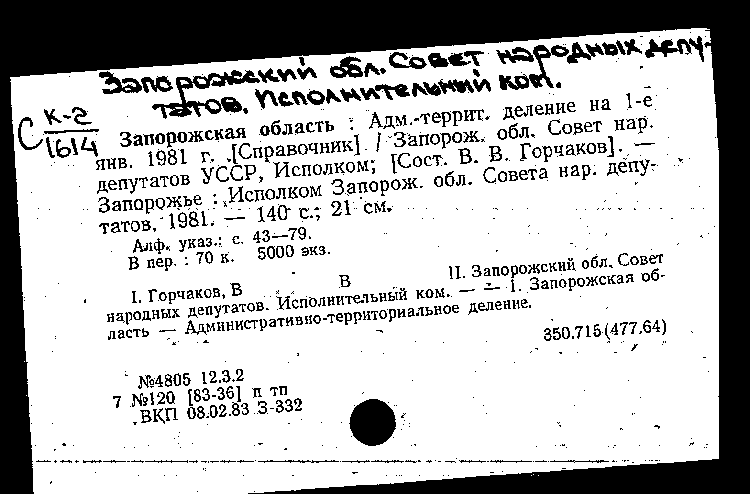 Запорожский обл. Совет народных депу-
татов. Исполнительный ком.
С К-2
1614
Запорожская область : Адм.-террит. деление на 1-е
янв. 1981 г. [Справочник] / Запорож. обл. Совет нар.
депутатов УССР, Исполком; [Сост. В. В. Горчаков]. —
Запорожье : Исполком Запорож. обл. Совета нар. депу-
татов, 1981. — 140 с.; 21 см.
Алф. указ.: с. 43—79.
В пер. : 70 к. 5000 экз.
I. Горчаков, В В II. Запорожский обл. Совет
народных депутатов. Исполнительный ком. — — 1. Запорожская об-
ласть — Административно-территориальное деление.
350.715(477.64)
№4805 12.3.2
7 №120 [83-36] п тп
ВКП 08.02.83 З-332